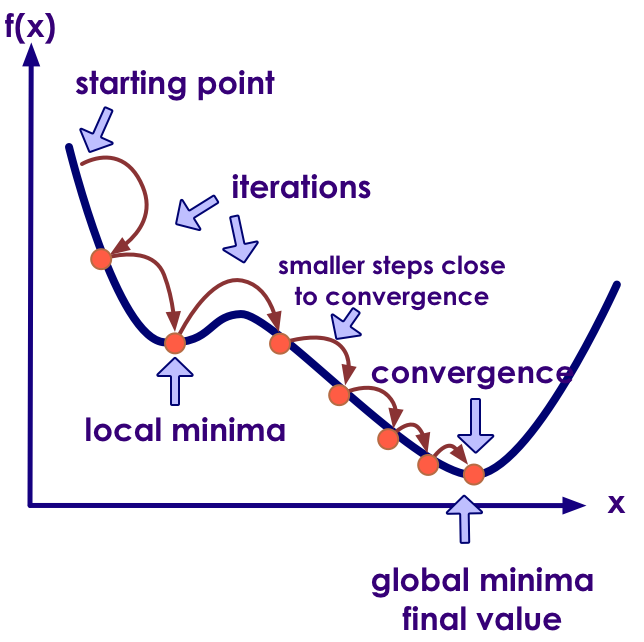 f(x)
starting point
iterations
smaller steps close
to convergence
convergence
local minima
x
global minima
final value